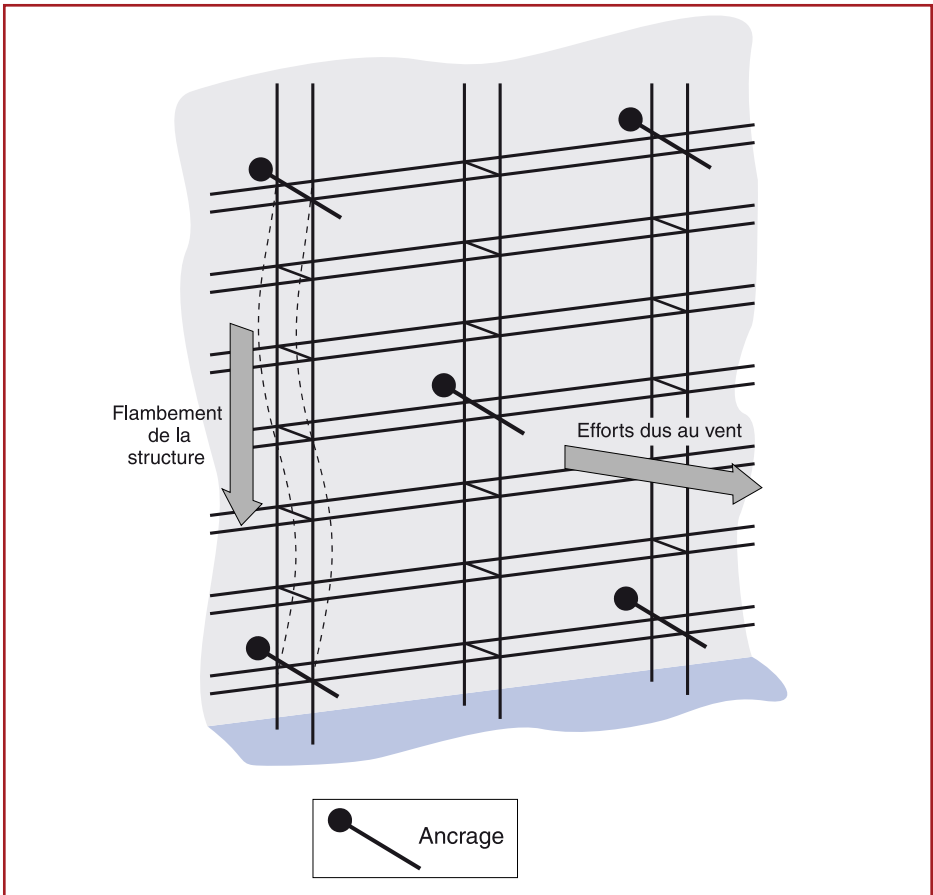 Flambement
de la
structure
Efforts dus au vent
Ancrage